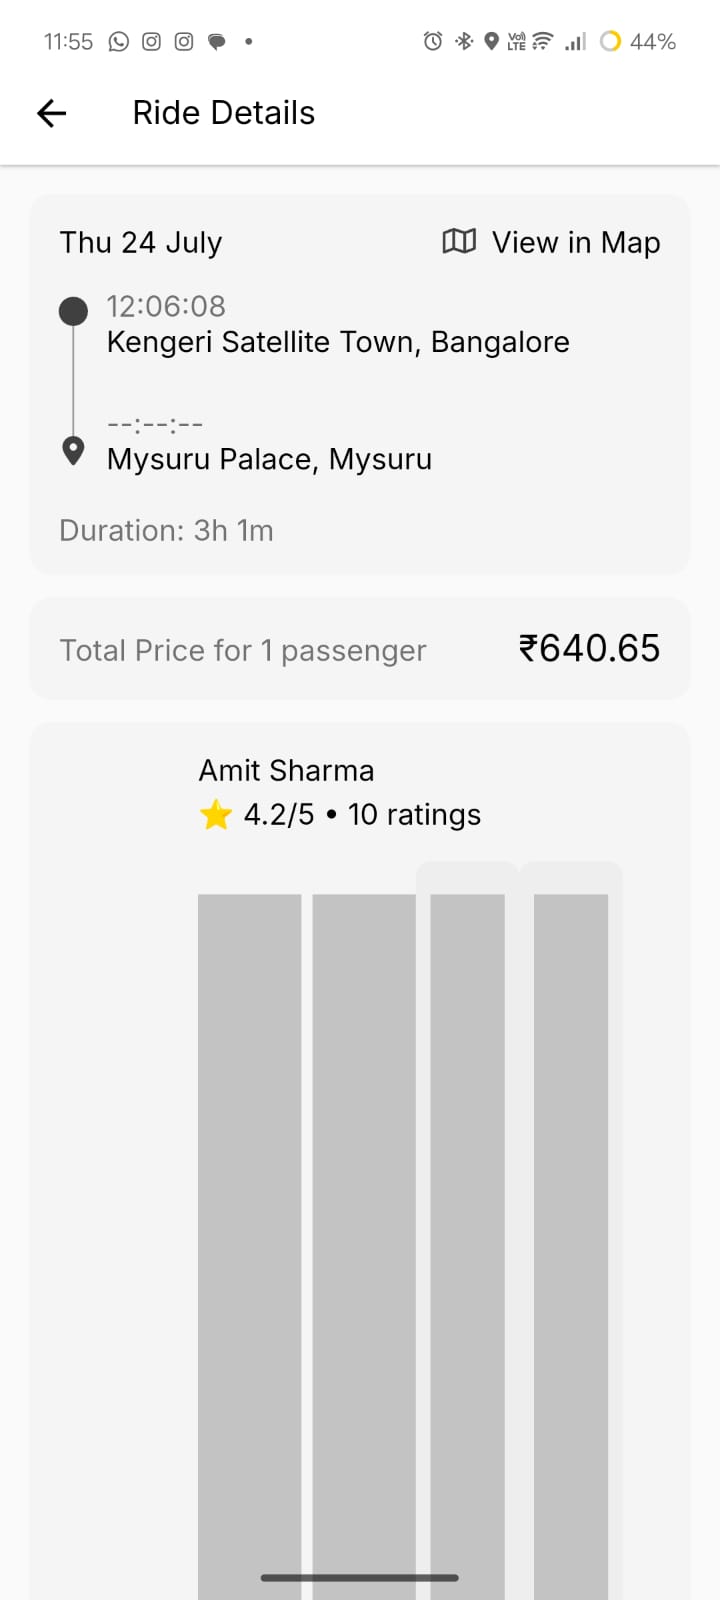 11:55
Vo) LTE
44%
Ride Details
Thu 24 July
View in Map
12:06:08
Kengeri Satellite Town, Bangalore
--:--:--
Mysuru Palace, Mysuru
Duration: 3h 1m
Total Price for 1 passenger
₹640.65
Amit Sharma
4.2/5 • 10 ratings